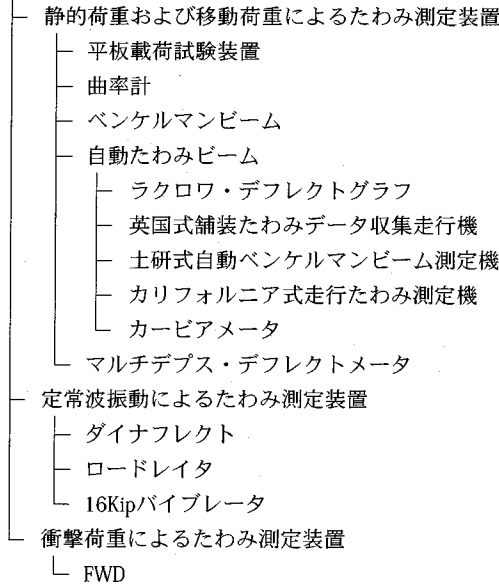 静的荷重および移動荷重によるたわみ測定装置
平板載荷試験装置
曲率計
ベンケルマンビーム
自動たわみビーム
ラクロワ・デフレクトグラフ
英国式舗装たわみデータ収集走行機
土研式自動ベンケルマンビーム測定機
カリフォルニア式走行たわみ測定機
カービアメータ
マルチデプス・デフレクトメータ
定常波振動によるたわみ測定装置
ダイナフレクト
ロードレイタ
16Kipバイブレータ
衝撃荷重によるたわみ測定装置
FWD